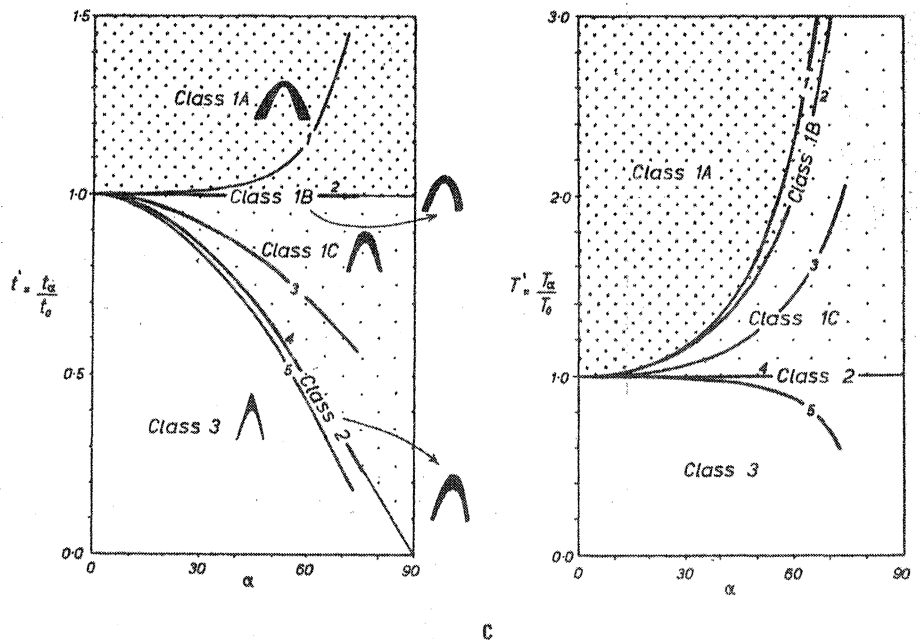 1·5
Class 1A
1·0
Class 1B
2
Class 1C
3
t' = tα/t₀
4
5
0·5
Class 2
Class 3
0·0
0
30
60
90
α
3·0
2
Class 1B
Class 1A
2·0
3
T' = Tα/T₀
Class 1C
4
Class 2
1·0
5
Class 3
0·0
0
30
60
90
α
C